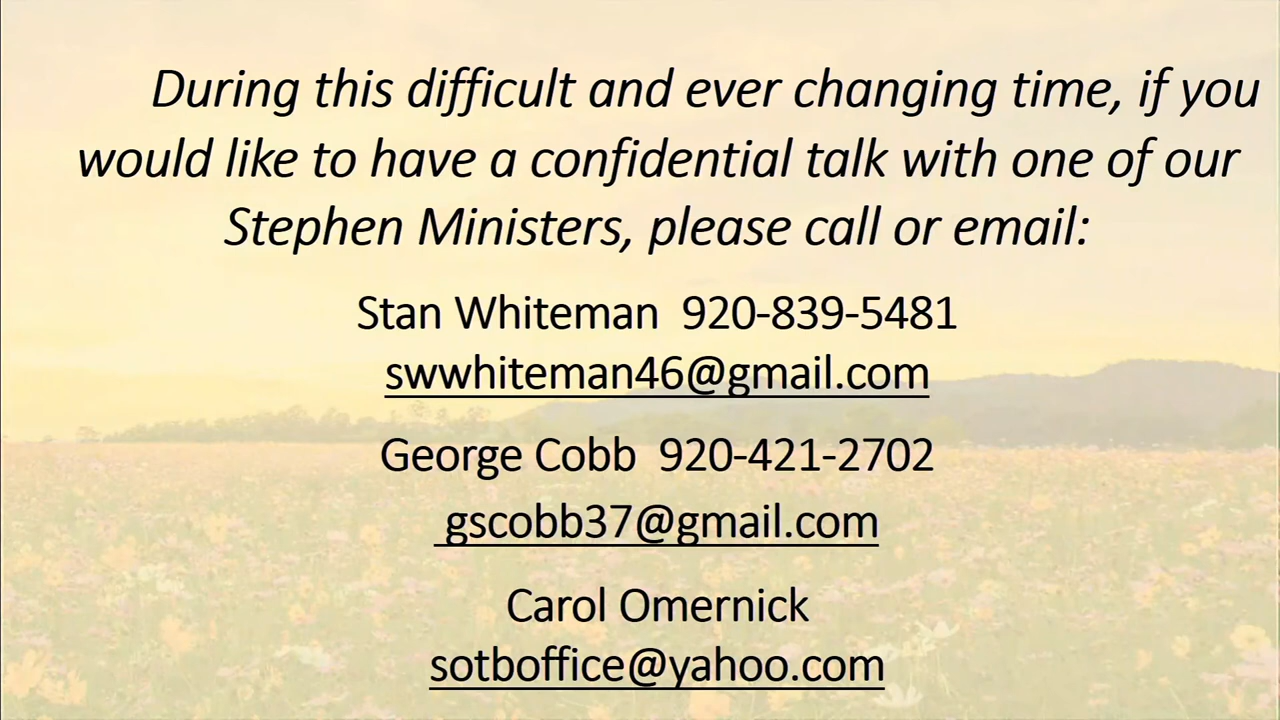 During this difficult and ever changing time, if you
would like to have a confidential talk with one of our
Stephen Ministers, please call or email:
Stan Whiteman 920-839-5481
swwhiteman46@gmail.com
George Cobb 920-421-2702
gscobb37@gmail.com
Carol Omernick
sotboffice@yahoo.com